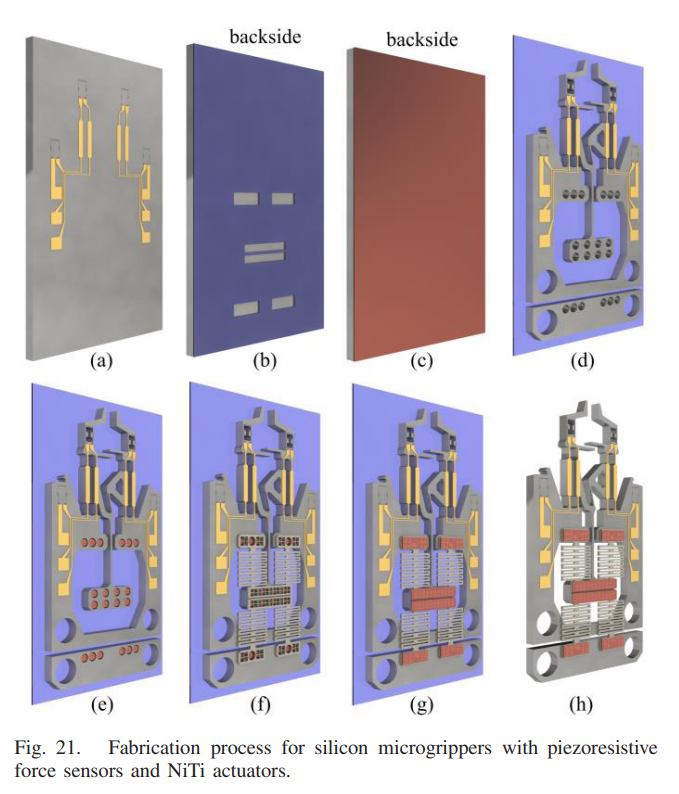 backside
backside
(a)
(b)
(c)
(d)
(e)
(f)
(g)
(h)
Fig. 21. Fabrication process for silicon microgrippers with piezoresistive
force sensors and NiTi actuators.